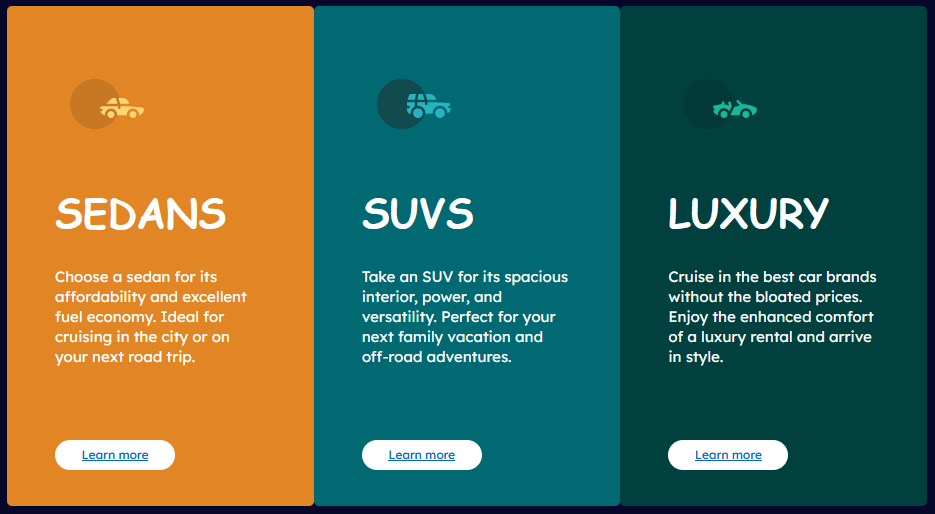 SEDANS
Choose a sedan for its
affordability and excellent
fuel economy. Ideal for
cruising in the city or on
your next road trip.
Learn more
SUVS
Take an SUV for its spacious
interior, power, and
versatility. Perfect for your
next family vacation and
off-road adventures.
Learn more
LUXURY
Cruise in the best car brands
without the bloated prices.
Enjoy the enhanced comfort
of a luxury rental and arrive
in style.
Learn more